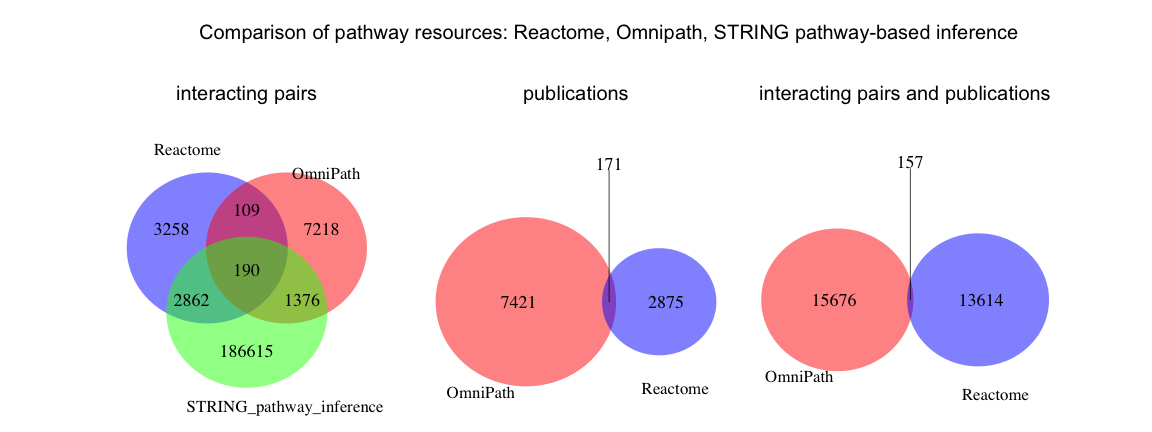 Comparison of pathway resources: Reactome, Omnipath, STRING pathway-based inference
interacting pairs
Reactome
OmniPath
109
3258
7218
190
2862
1376
186615
STRING_pathway_inference
publications
171
7421
2875
OmniPath
Reactome
interacting pairs and publications
157
15676
13614
OmniPath
Reactome